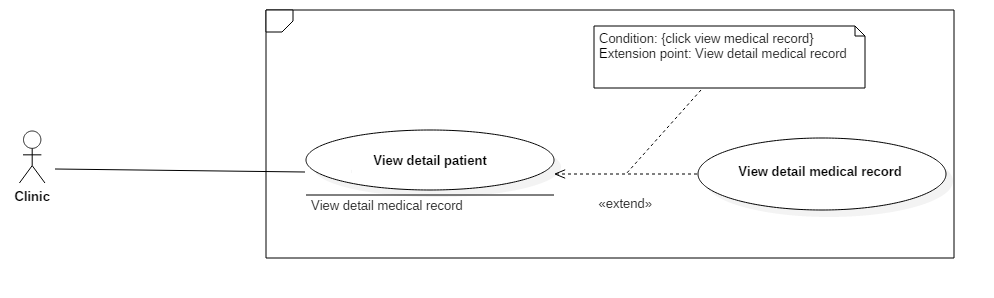 Condition: {click view medical record}
Extension point: View detail medical record
View detail patient
View detail medical record
Clinic
View detail medical record
«extend»